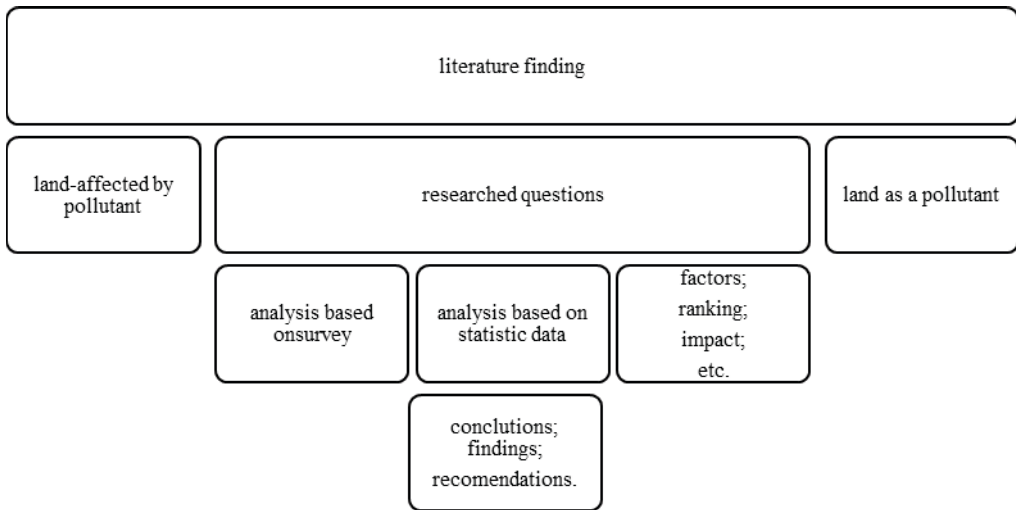 literature finding
land-affected by
pollutant
researched questions
land as a pollutant
analysis based
onsurvey
analysis based on
statistic data
factors;
ranking;
impact;
etc.
conclutions;
findings;
recomendations.